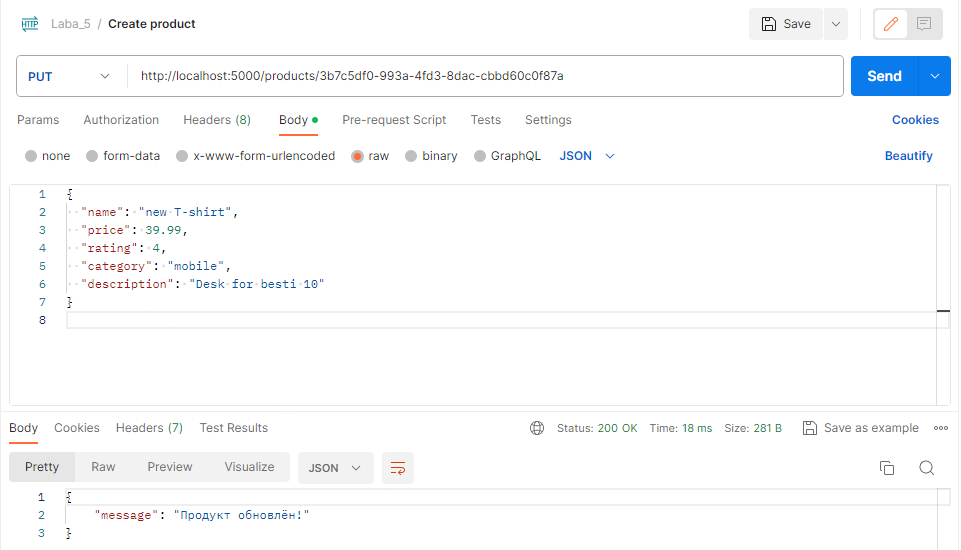 HTTP Laba_5 / Create product Save
PUT http://localhost:5000/products/3b7c5df0-993a-4fd3-8dac-cbbd60c0f87a Send
Params Authorization Headers (8) Body Pre-request Script Tests Settings Cookies
none form-data x-www-form-urlencoded raw binary GraphQL JSON Beautify
1 {
2 "name": "new T-shirt",
3 "price": 39.99,
4 "rating": 4,
5 "category": "mobile",
6 "description": "Desk for besti 10"
7 }
8
Body Cookies Headers (7) Test Results Status: 200 OK Time: 18 ms Size: 281 B Save as example
Pretty Raw Preview Visualize JSON
1 {
2 "message": "Продукт обновлён!"
3 }